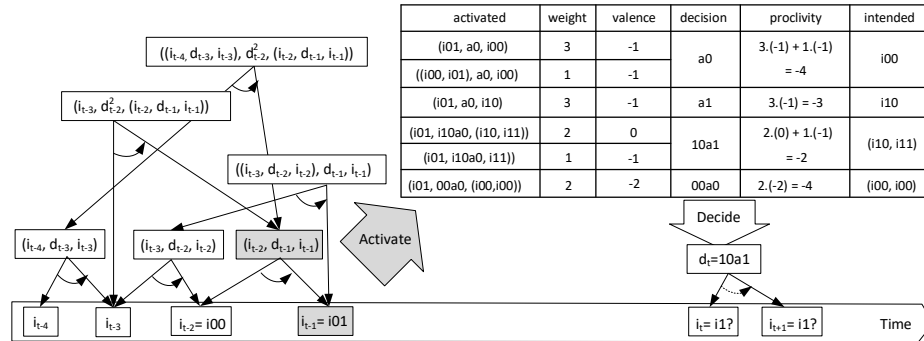 activated weight valence decision proclivity intended
(i01, a0, i00) 3 -1 a0 3.(-1) + 1.(-1) = -4 i00
((i00, i01), a0, i00) 1 -1
(i01, a0, i10) 3 -1 a1 3.(-1) = -3 i10
(i01, i10a0, (i10, i11)) 2 0 10a1 2.(0) + 1.(-1) = -2 (i10, i11)
(i01, i10a0, i11)) 1 -1
(i01, 00a0, (i00,i00)) 2 -2 00a0 2.(-2) = -4 (i00, i00)
((i_{t-4}, d_{t-3}, i_{t-3}), d^2_{t-2}, (i_{t-2}, d_{t-1}, i_{t-1}))
(i_{t-3}, d^2_{t-2}, (i_{t-2}, d_{t-1}, i_{t-1}))
((i_{t-3}, d_{t-2}, i_{t-2}), d_{t-1}, i_{t-1})
(i_{t-4}, d_{t-3}, i_{t-3}) (i_{t-3}, d_{t-2}, i_{t-2}) (i_{t-2}, d_{t-1}, i_{t-1})
Activate
Decide
d_t=10a1
i_{t-4} i_{t-3} i_{t-2}= i00 i_{t-1}= i01 i_t= i1? i_{t+1}= i1? Time